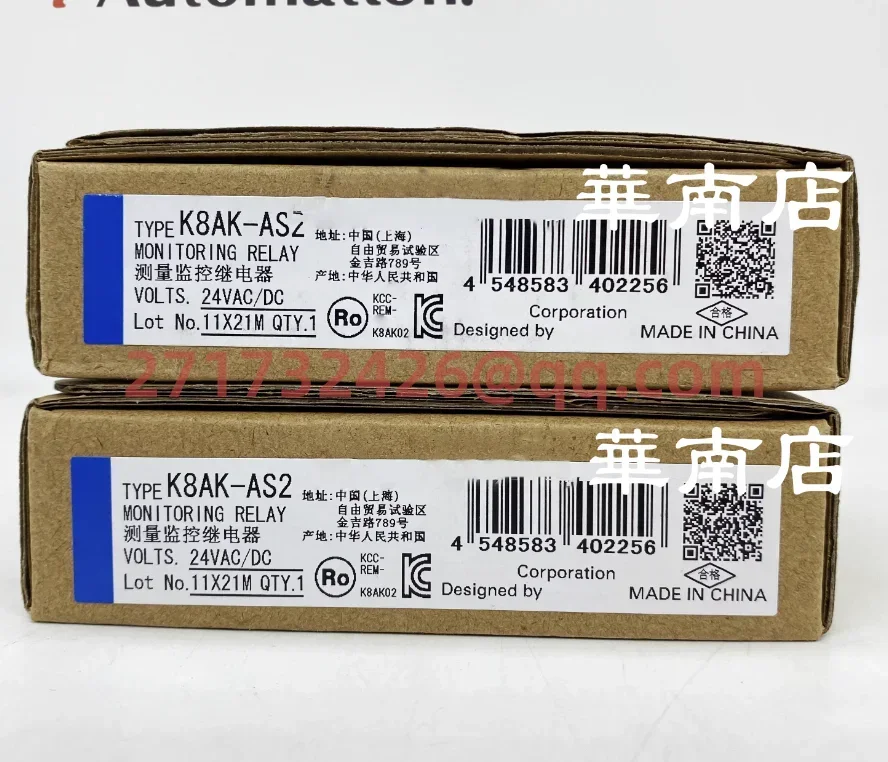 Automation.
華南店
TYPE K8AK-AS2
MONITORING RELAY
测量监控继电器
VOLTS. 24VAC/DC
Lot No.11X21M QTY.1
地址:中国(上海)
自由贸易试验区
金吉路789号
产地:中华人民共和国
Ro
KCC-
REM-
K8AK02
4 548583 402256
Corporation
Designed by
合格
MADE IN CHINA
271732426@qq.com
華南店
TYPE K8AK-AS2
MONITORING RELAY
测量监控继电器
VOLTS. 24VAC/DC
Lot No.11X21M QTY.1
地址:中国(上海)
自由贸易试验区
金吉路789号
产地:中华人民共和国
Ro
KCC-
REM-
K8AK02
4 548583 402256
Corporation
Designed by
合格
MADE IN CHINA